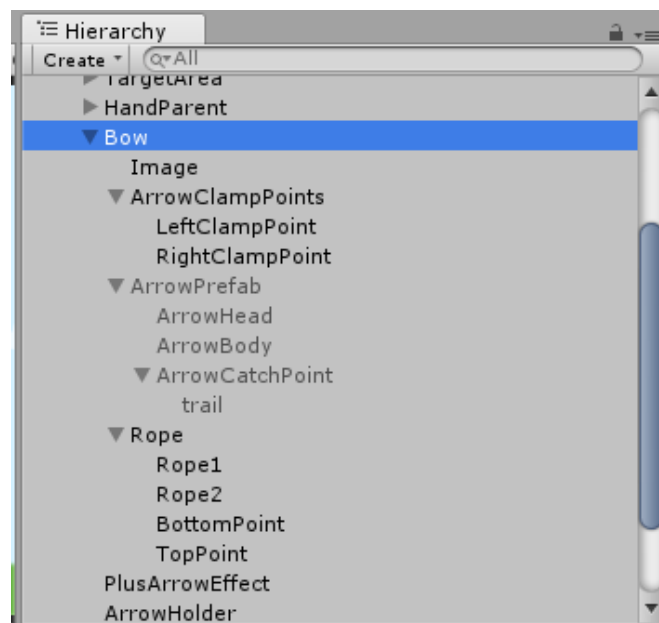 Hierarchy
Create All
TargetArea
HandParent
Bow
Image
ArrowClampPoints
LeftClampPoint
RightClampPoint
ArrowPrefab
ArrowHead
ArrowBody
ArrowCatchPoint
trail
Rope
Rope1
Rope2
BottomPoint
TopPoint
PlusArrowEffect
ArrowHolder